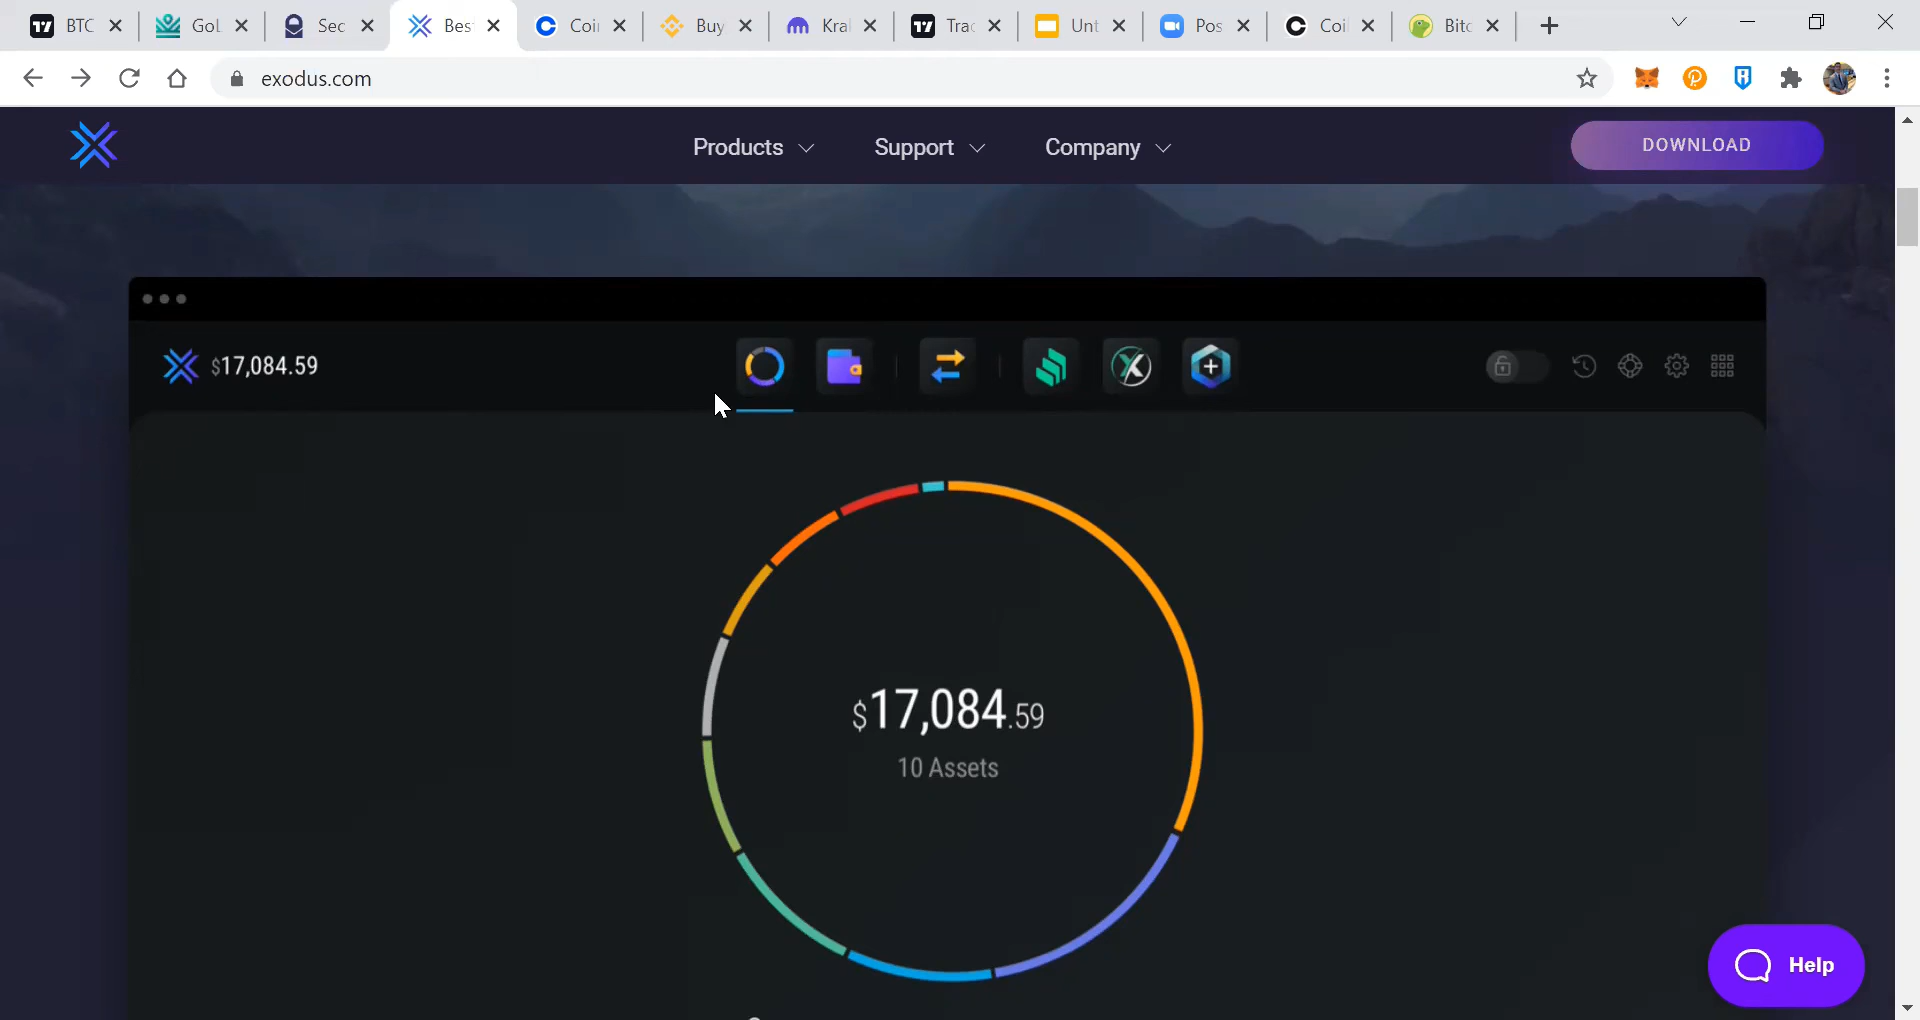 BTC GoL Sec Bes Coi Buy Kra Trac Unt Pos Coi Bitc
exodus.com
Products Support Company DOWNLOAD
$17,084.59
$17,084.59
10 Assets
Help